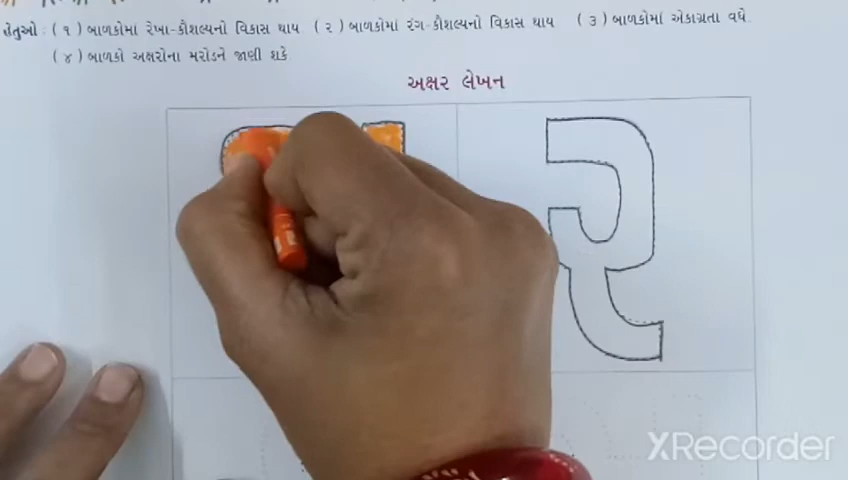 હેતુઓ : (૧) બાળકોમાં રેખા-કૌશલ્યનો વિકાસ થાય (૨) બાળકોમાં રંગ-કૌશલ્યનો વિકાસ થાય (૩) બાળકોમાં એકાગ્રતા વધે
(૪) બાળકો અક્ષરોના મરોડને જાણી શકે
અક્ષર લેખન
ર
XRecorder